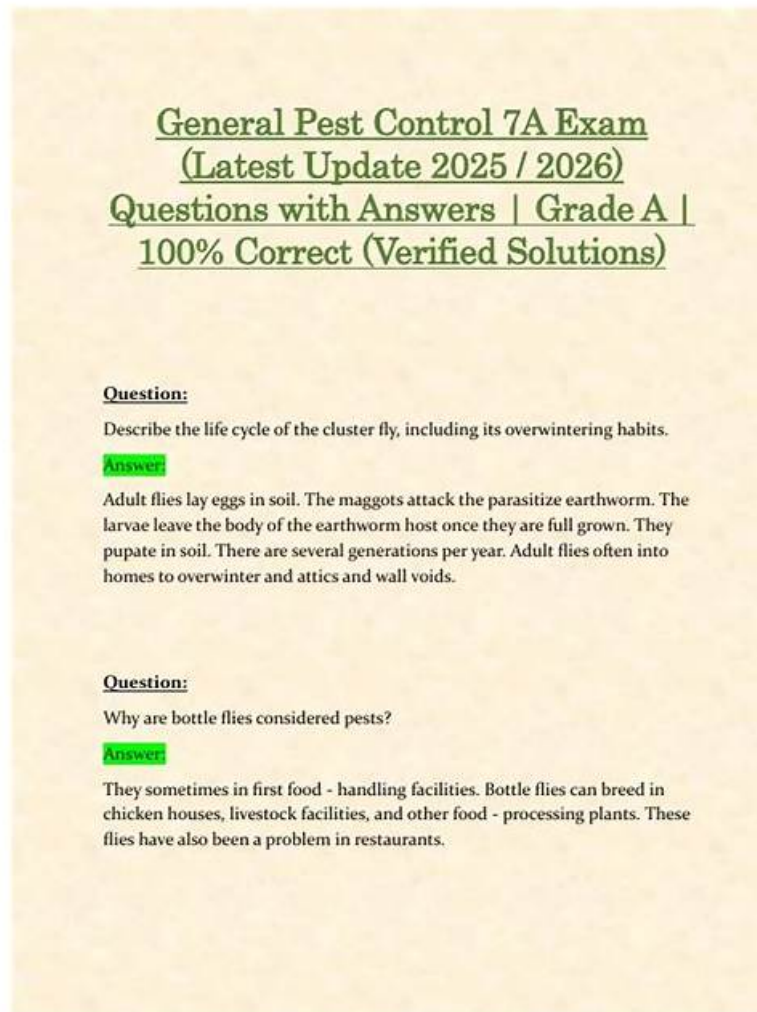 General Pest Control 7A Exam
(Latest Update 2025 / 2026)
Questions with Answers | Grade A |
100% Correct (Verified Solutions)
Question:
Describe the life cycle of the cluster fly, including its overwintering habits.
Answer:
Adult flies lay eggs in soil. The maggots attack the parasitize earthworm. The
larvae leave the body of the earthworm host once they are full grown. They
pupate in soil. There are several generations per year. Adult flies often into
homes to overwinter and attics and wall voids.
Question:
Why are bottle flies considered pests?
Answer:
They sometimes in first food - handling facilities. Bottle flies can breed in
chicken houses, livestock facilities, and other food - processing plants. These
flies have also been a problem in restaurants.